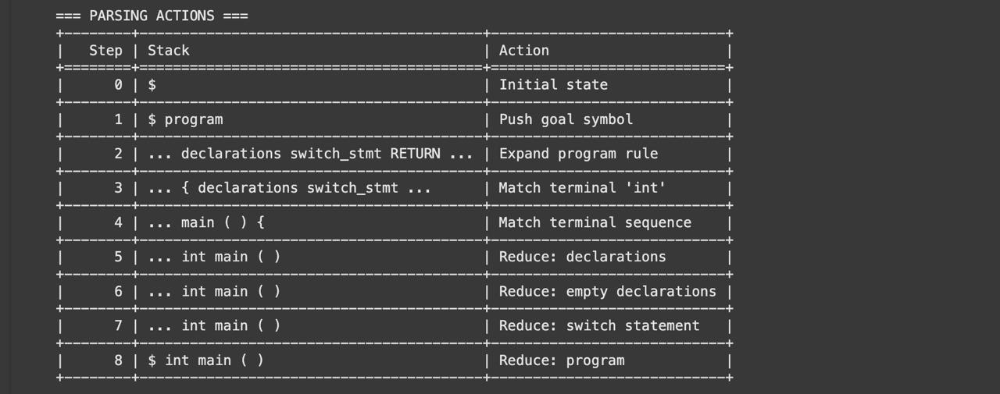 === PARSING ACTIONS ===
+--------+------------------------------------------+-----------------------------+
|   Step | Stack                                    | Action                      |
+========+==========================================+=============================+
|      0 | $                                        | Initial state               |
+--------+------------------------------------------+-----------------------------+
|      1 | $ program                                | Push goal symbol            |
+--------+------------------------------------------+-----------------------------+
|      2 | ... declarations switch_stmt RETURN ... | Expand program rule         |
+--------+------------------------------------------+-----------------------------+
|      3 | ... { declarations switch_stmt ...       | Match terminal 'int'        |
+--------+------------------------------------------+-----------------------------+
|      4 | ... main ( ) {                           | Match terminal sequence     |
+--------+------------------------------------------+-----------------------------+
|      5 | ... int main ( )                         | Reduce: declarations        |
+--------+------------------------------------------+-----------------------------+
|      6 | ... int main ( )                         | Reduce: empty declarations |
+--------+------------------------------------------+-----------------------------+
|      7 | ... int main ( )                         | Reduce: switch statement    |
+--------+------------------------------------------+-----------------------------+
|      8 | $ int main ( )                           | Reduce: program             |
+--------+------------------------------------------+-----------------------------+